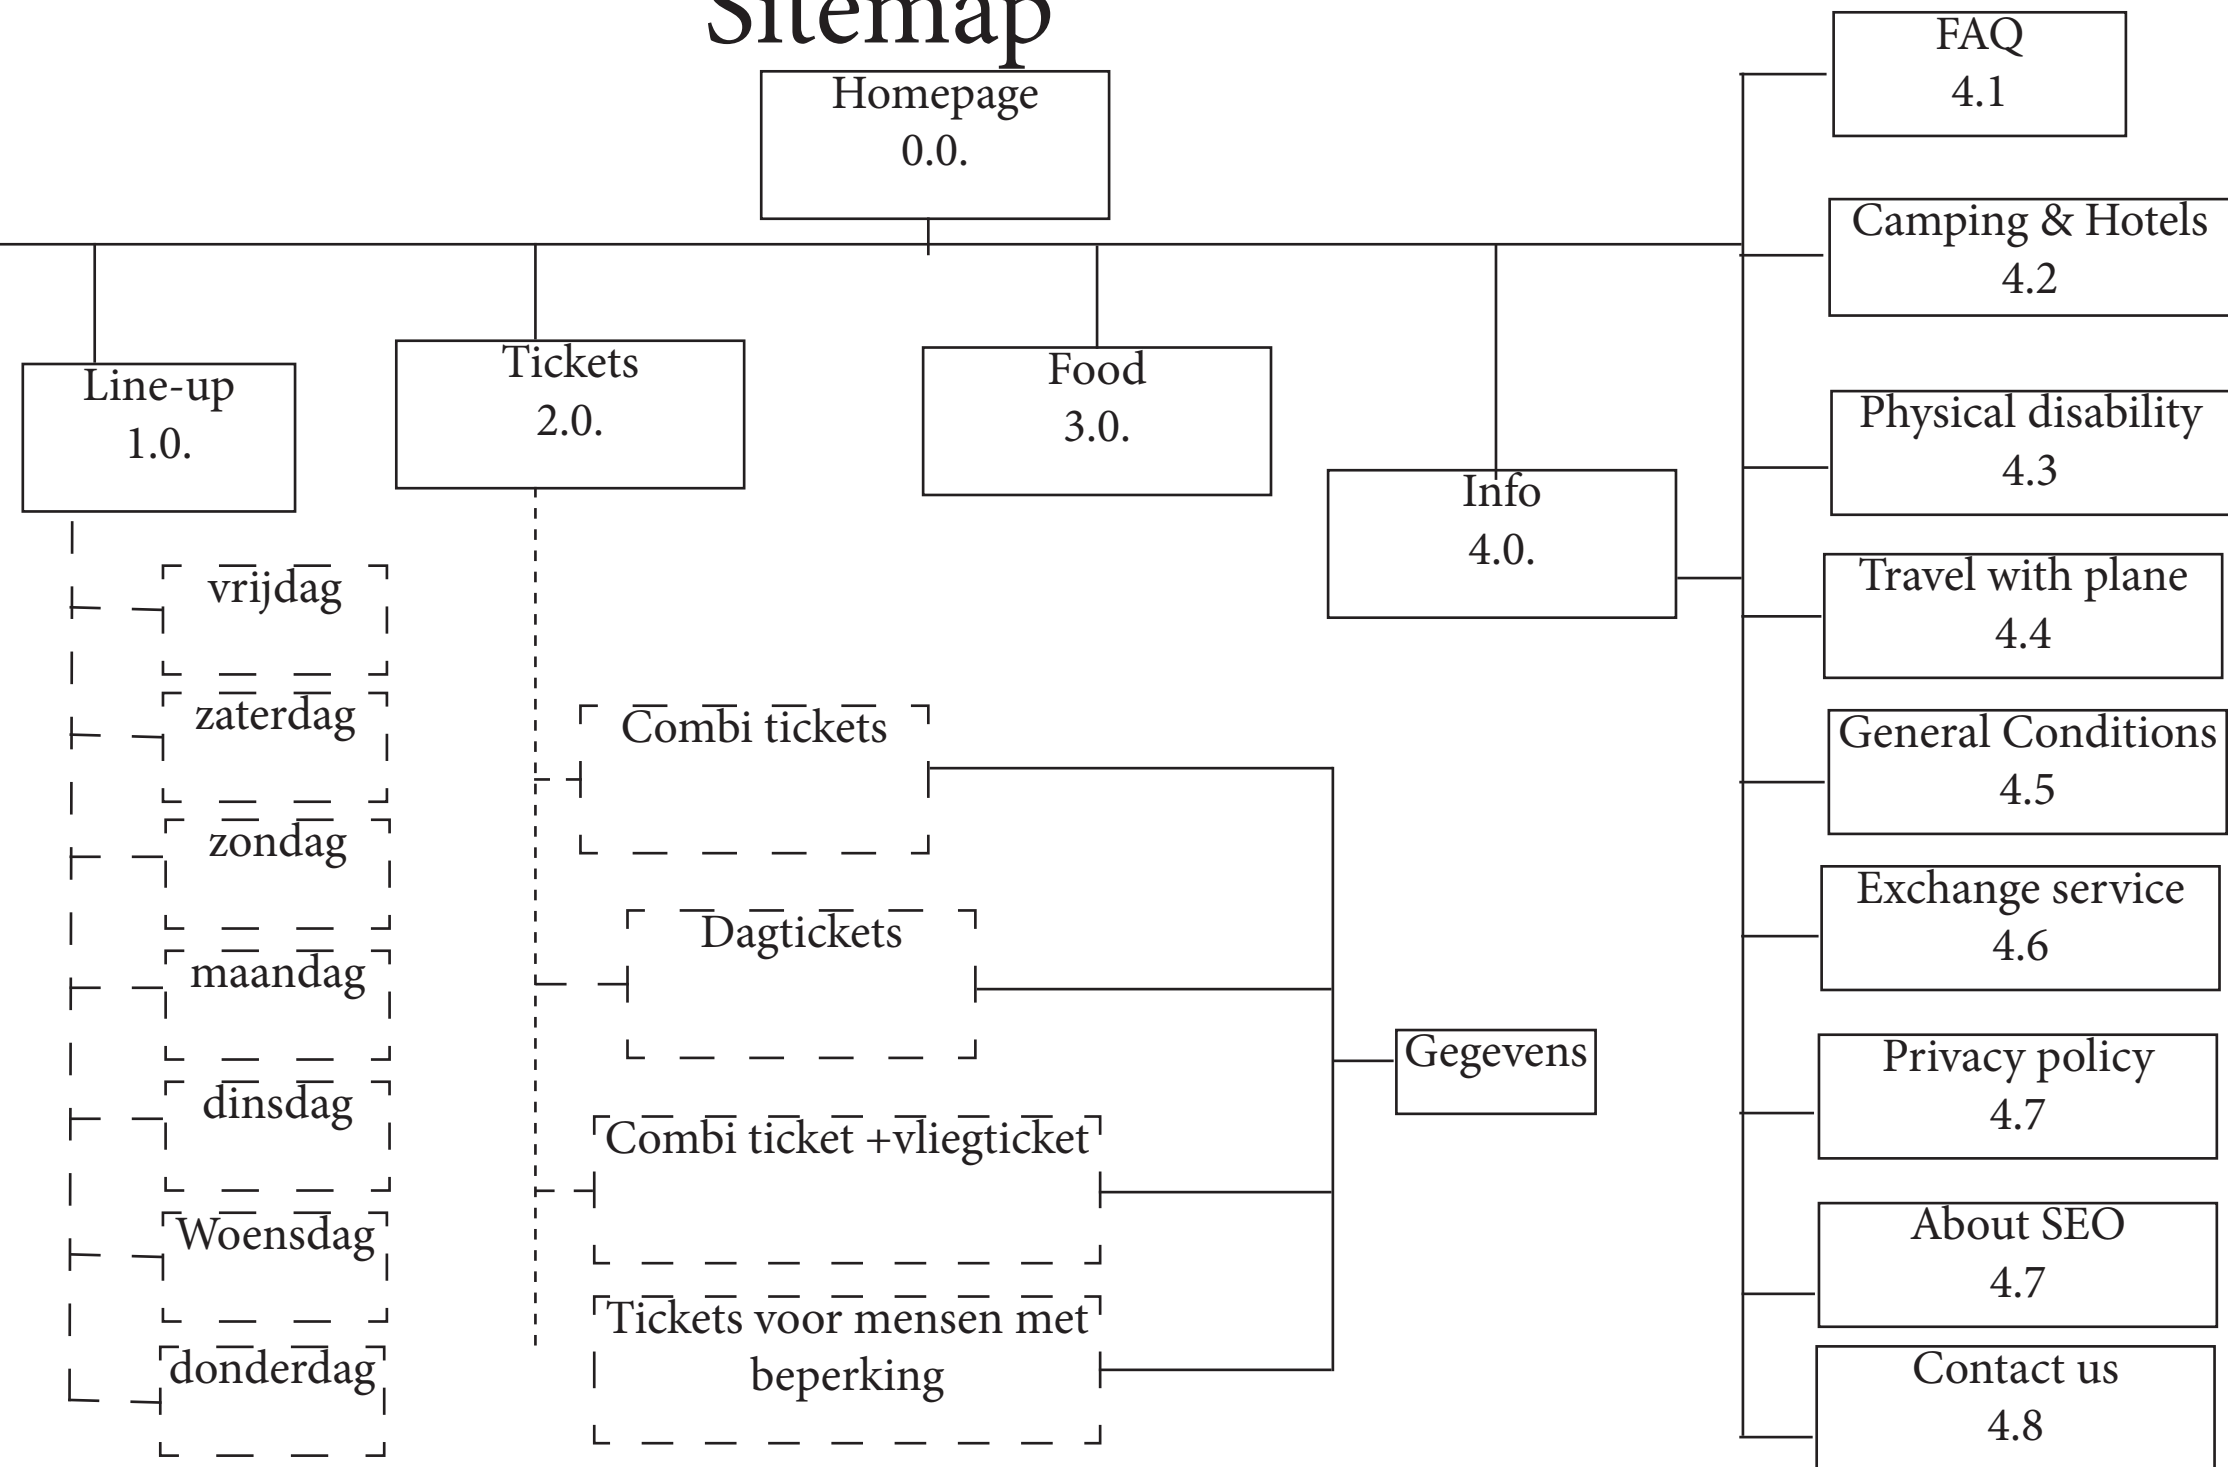 Sitemap
Homepage
0.0.
Line-up
1.0.
vrijdag
zaterdag
zondag
maandag
dinsdag
Woensdag
donderdag
Tickets
2.0.
Combi tickets
Dagtickets
Combi ticket +vliegticket
Tickets voor mensen met
beperking
Gegevens
Food
3.0.
Info
4.0.
FAQ
4.1
Camping & Hotels
4.2
Physical disability
4.3
Travel with plane
4.4
General Conditions
4.5
Exchange service
4.6
Privacy policy
4.7
About SEO
4.7
Contact us
4.8